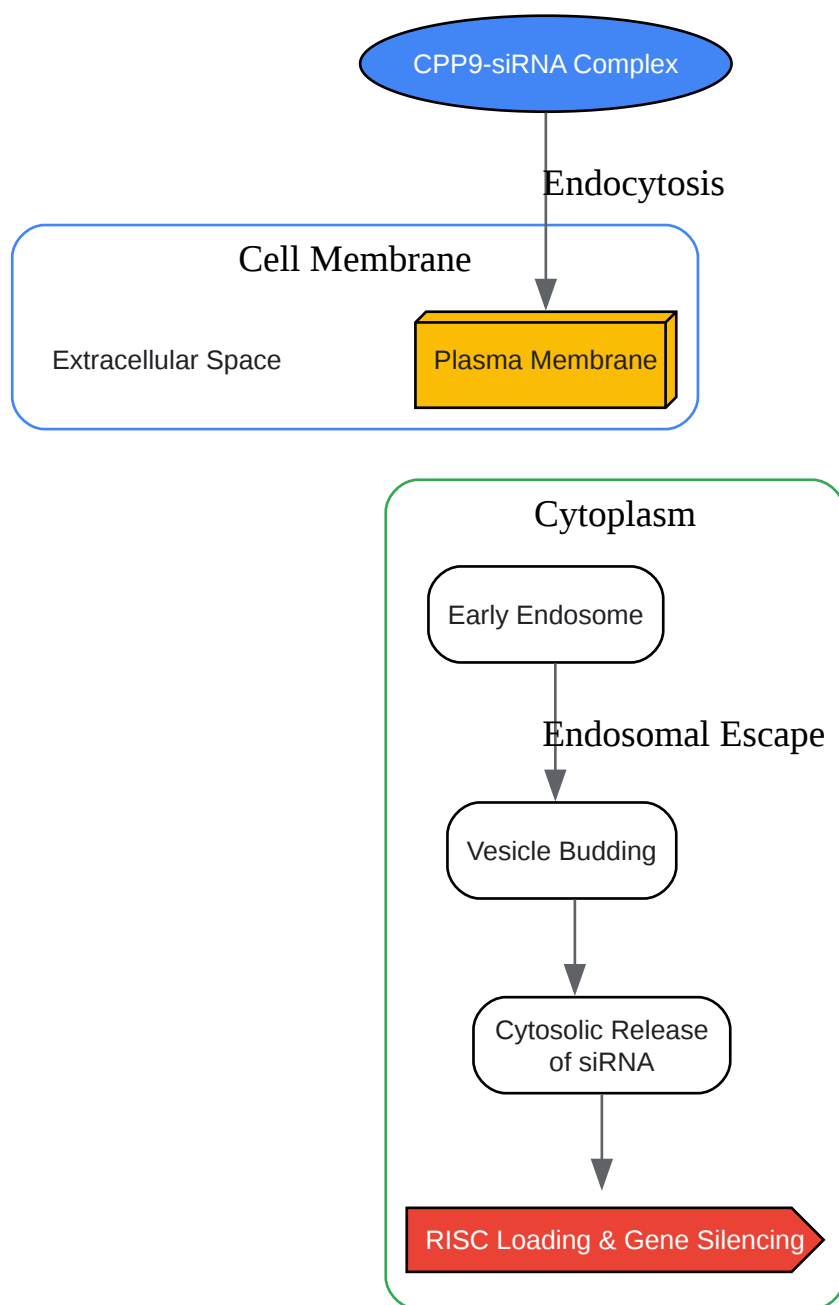 CPP9-siRNA Complex
Endocytosis
Cell Membrane
Extracellular Space
Plasma Membrane
Cytoplasm
Early Endosome
Endosomal Escape
Vesicle Budding
Cytosolic Release
of siRNA
RISC Loading & Gene Silencing